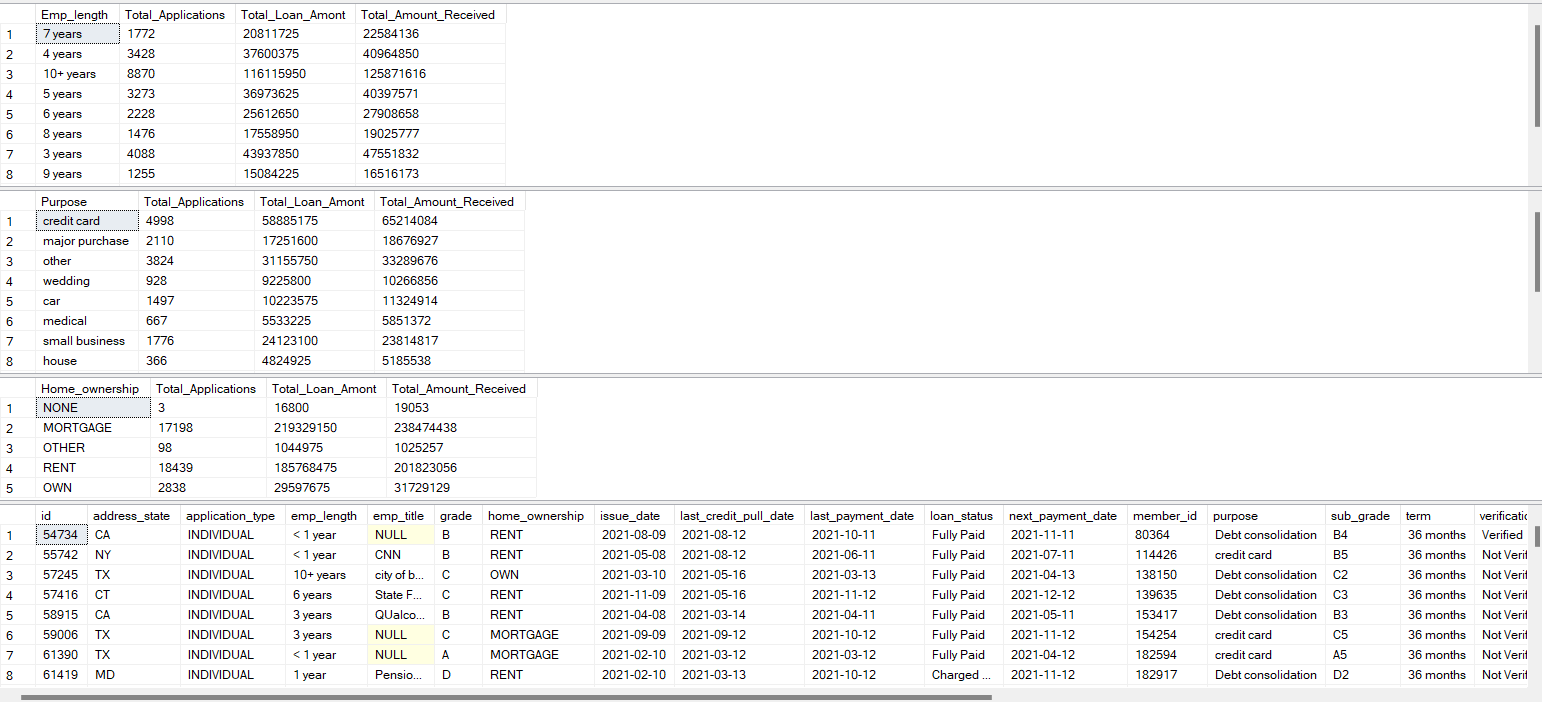 Emp_length Total_Applications Total_Loan_Amont Total_Amount_Received
1 7 years 1772 20811725 22584136
2 4 years 3428 37600375 40964850
3 10+ years 8870 116115950 125871616
4 5 years 3273 36973625 40397571
5 6 years 2228 25612650 27908658
6 8 years 1476 17558950 19025777
7 3 years 4088 43937850 47551832
8 9 years 1255 15084225 16516173
Purpose Total_Applications Total_Loan_Amont Total_Amount_Received
1 credit card 4998 58885175 65214084
2 major purchase 2110 17251600 18676927
3 other 3824 31155750 33289676
4 wedding 928 9225800 10266856
5 car 1497 10223575 11324914
6 medical 667 5533225 5851372
7 small business 1776 24123100 23814817
8 house 366 4824925 5185538
Home_ownership Total_Applications Total_Loan_Amont Total_Amount_Received
1 NONE 3 16800 19053
2 MORTGAGE 17198 219329150 238474438
3 OTHER 98 1044975 1025257
4 RENT 18439 185768475 201823056
5 OWN 2838 29597675 31729129
id address_state application_type emp_length emp_title grade home_ownership issue_date last_credit_pull_date last_payment_date loan_status next_payment_date member_id purpose sub_grade term verificatic
1 54734 CA INDIVIDUAL < 1 year NULL B RENT 2021-08-09 2021-08-12 2021-10-11 Fully Paid 2021-11-11 80364 Debt consolidation B4 36 months Verified
2 55742 NY INDIVIDUAL < 1 year CNN B RENT 2021-05-08 2021-08-12 2021-06-11 Fully Paid 2021-07-11 114426 credit card B5 36 months Not Verif
3 57245 TX INDIVIDUAL 10+ years city of b... C OWN 2021-03-10 2021-05-16 2021-03-13 Fully Paid 2021-04-13 138150 Debt consolidation C2 36 months Not Verif
4 57416 CT INDIVIDUAL 6 years State F... C RENT 2021-11-09 2021-05-16 2021-11-12 Fully Paid 2021-12-12 139635 Debt consolidation C3 36 months Not Verif
5 58915 CA INDIVIDUAL 3 years QUalco... B RENT 2021-04-08 2021-03-14 2021-04-11 Fully Paid 2021-05-11 153417 Debt consolidation B3 36 months Not Verif
6 59006 TX INDIVIDUAL 3 years NULL C MORTGAGE 2021-09-09 2021-09-12 2021-10-12 Fully Paid 2021-11-12 154254 credit card C5 36 months Not Verif
7 61390 TX INDIVIDUAL < 1 year NULL A MORTGAGE 2021-02-10 2021-03-12 2021-03-12 Fully Paid 2021-04-12 182594 credit card A5 36 months Not Verif
8 61419 MD INDIVIDUAL 1 year Pensio... D RENT 2021-02-10 2021-03-13 2021-10-12 Charged ... 2021-11-12 182917 Debt consolidation D2 36 months Not Verif